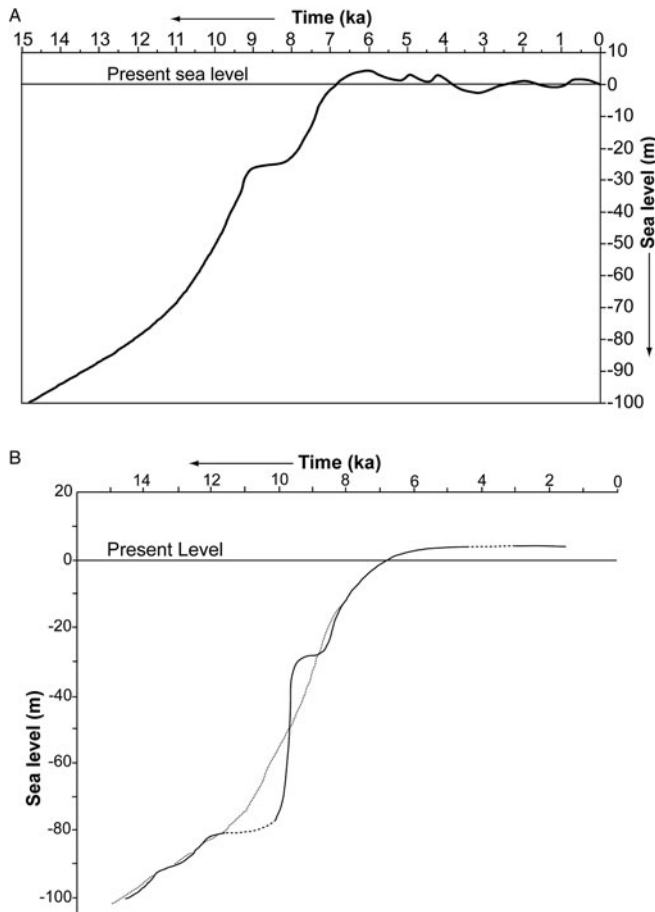 A
Time (ka)
15 14 13 12 11 10 9 8 7 6 5 4 3 2 1 0
10
Present sea level
0
-10
-20
-30
-40
-50
-60
-70
-80
-90
-100
Sea level (m)
B
Time (ka)
14 12 10 8 6 4 2 0
20
Present Level
0
-20
-40
-60
-80
-100
Sea level (m)